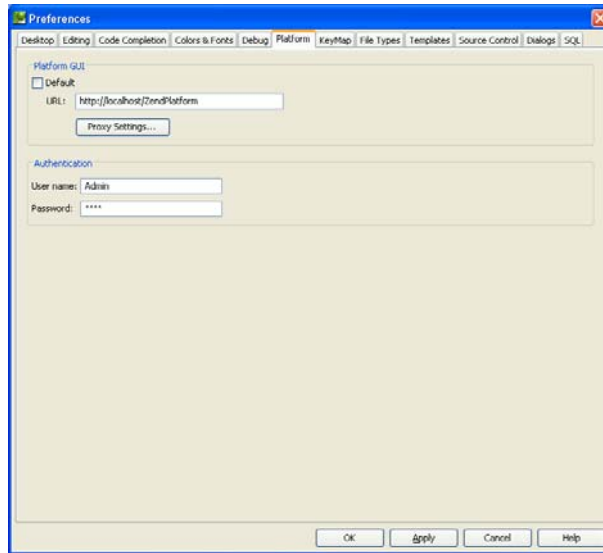 Preferences
Desktop Editing Code Completion Colors & Fonts Debug Platform KeyMap File Types Templates Source Control Dialogs SQL
Platform GUI
Default
URL: http://localhost/ZendPlatform
Proxy Settings...
Authentication
User name: Admin
Password: ****
OK Apply Cancel Help